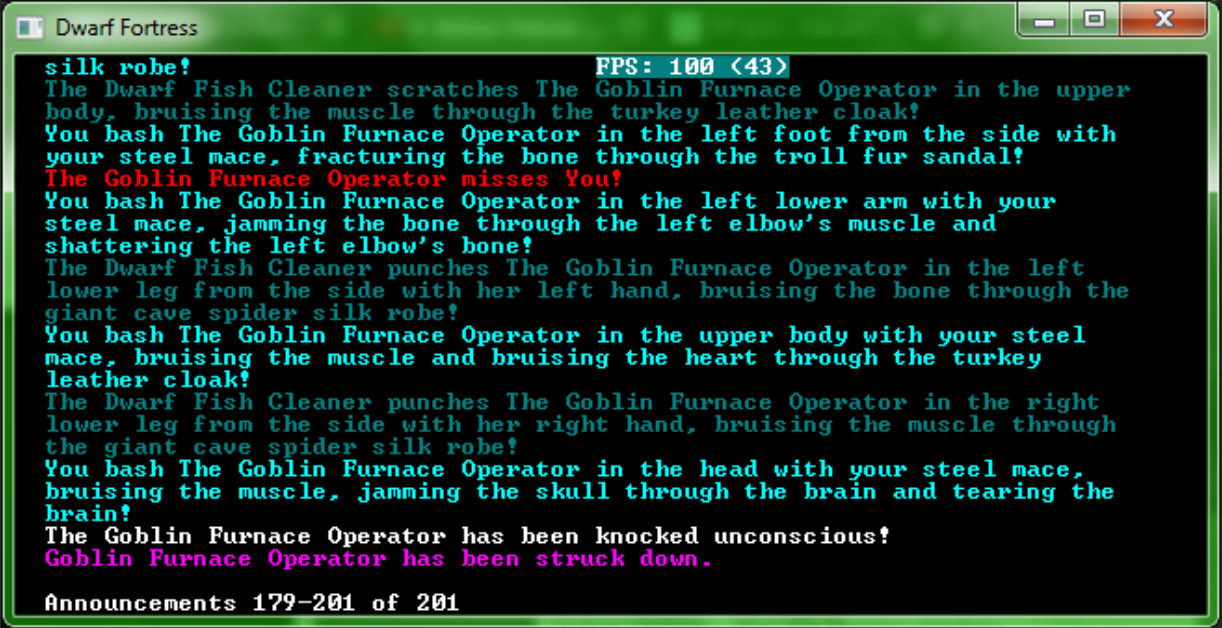 Dwarf Fortress
silk robe! FPS: 100 (43)
The Dwarf Fish Cleaner scratches The Goblin Furnace Operator in the upper
body, bruising the muscle through the turkey leather cloak!
You bash The Goblin Furnace Operator in the left foot from the side with
your steel mace, fracturing the bone through the troll fur sandal!
The Goblin Furnace Operator misses You!
You bash The Goblin Furnace Operator in the left lower arm with your
steel mace, jamming the bone through the left elbow's muscle and
shattering the left elbow's bone!
The Dwarf Fish Cleaner punches The Goblin Furnace Operator in the left
lower leg from the side with her left hand, bruising the bone through the
giant cave spider silk robe!
You bash The Goblin Furnace Operator in the upper body with your steel
mace, bruising the muscle and bruising the heart through the turkey
leather cloak!
The Dwarf Fish Cleaner punches The Goblin Furnace Operator in the right
lower leg from the side with her right hand, bruising the muscle through
the giant cave spider silk robe!
You bash The Goblin Furnace Operator in the head with your steel mace,
bruising the muscle, jamming the skull through the brain and tearing the
brain!
The Goblin Furnace Operator has been knocked unconscious!
Goblin Furnace Operator has been struck down.
Announcements 179-201 of 201